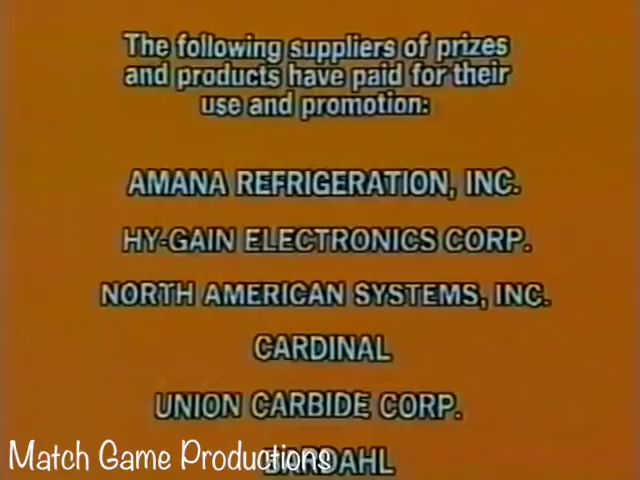 The following suppliers of prizes
and products have paid for their
use and promotion:
AMANA REFRIGERATION, INC.
HY-GAIN ELECTRONICS CORP.
NORTH AMERICAN SYSTEMS, INC.
CARDINAL
UNION CARBIDE CORP.
BARDAHL
Match Game Productions